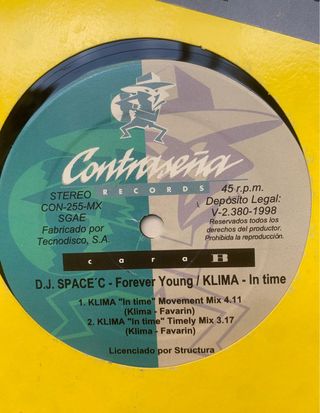 Contraseña
RECORDS
STEREO
CON-255-MX
SGAE
Fabricado por
Tecnodisco, S.A.
45 r.p.m.
Depósito Legal:
V-2.380-1998
Reservados todos los
derechos del productor.
Prohibida la reproducción.
cara B
D.J. SPACE´C - Forever Young / KLIMA - In time
1. KLIMA "In time" Movement Mix 4.11
(Klima - Favarin)
2. KLIMA "In time" Timely Mix 3.17
(Klima - Favarin)
Licenciado por Structura